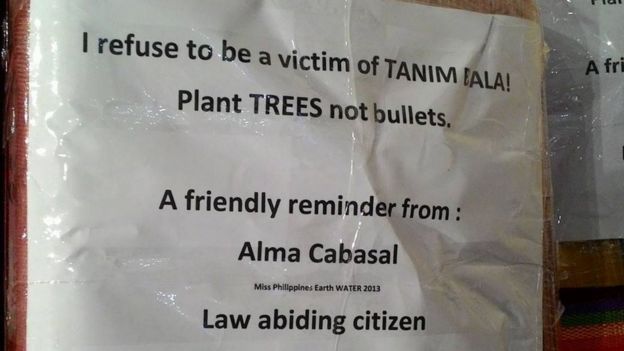 I refuse to be a victim of TANIM BALA!
Plant TREES not bullets.
A friendly reminder from :
Alma Cabasal
Miss Philippines Earth WATER 2013
Law abiding citizen
A fri